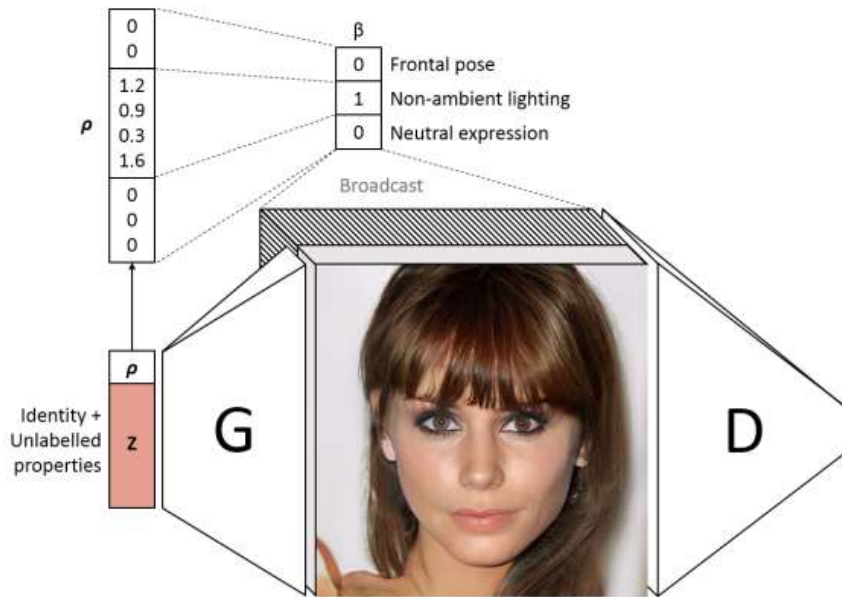 0
0
1.2
0.9
0.3
1.6
0
0
0
ρ
β
0 Frontal pose
1 Non-ambient lighting
0 Neutral expression
Broadcast
ρ
z
Identity +
Unlabelled
properties
G
D